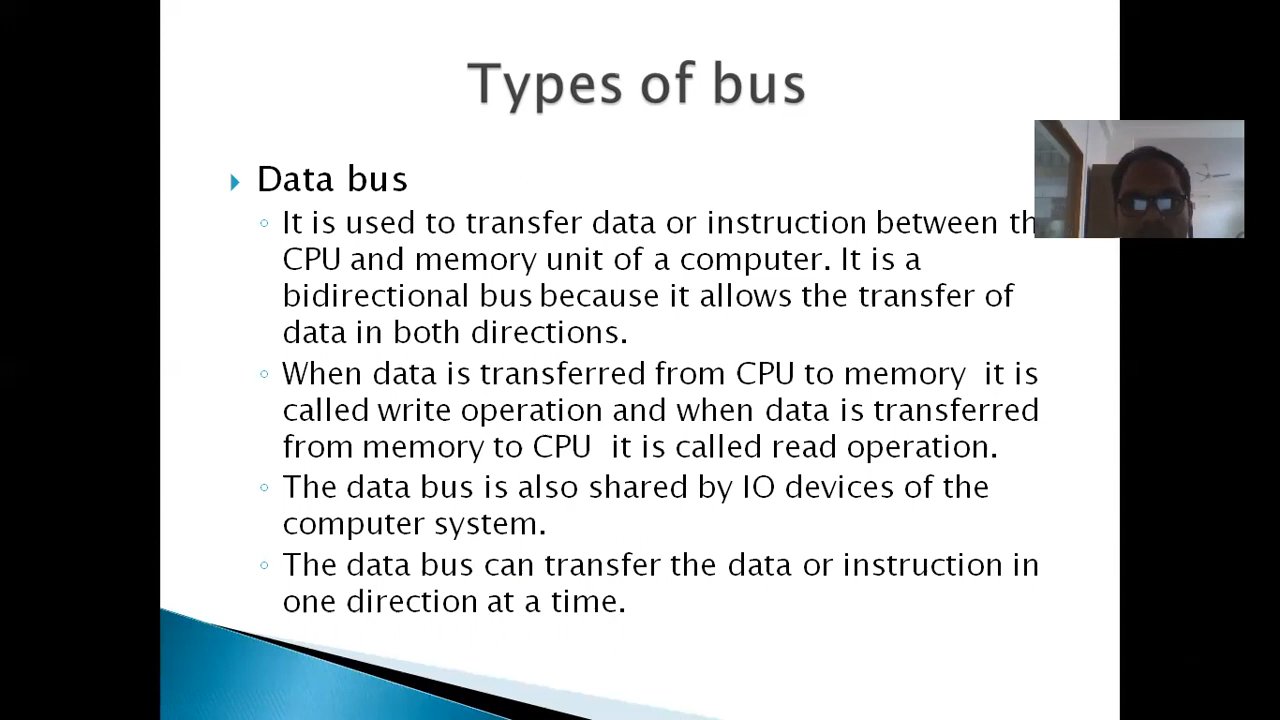 Types of bus
Data bus
It is used to transfer data or instruction between
CPU and memory unit of a computer. It is a
bidirectional bus because it allows the transfer of
data in both directions.
When data is transferred from CPU to memory it is
called write operation and when data is transferred
from memory to CPU it is called read operation.
The data bus is also shared by IO devices of the
computer system.
The data bus can transfer the data or instruction in
one direction at a time.